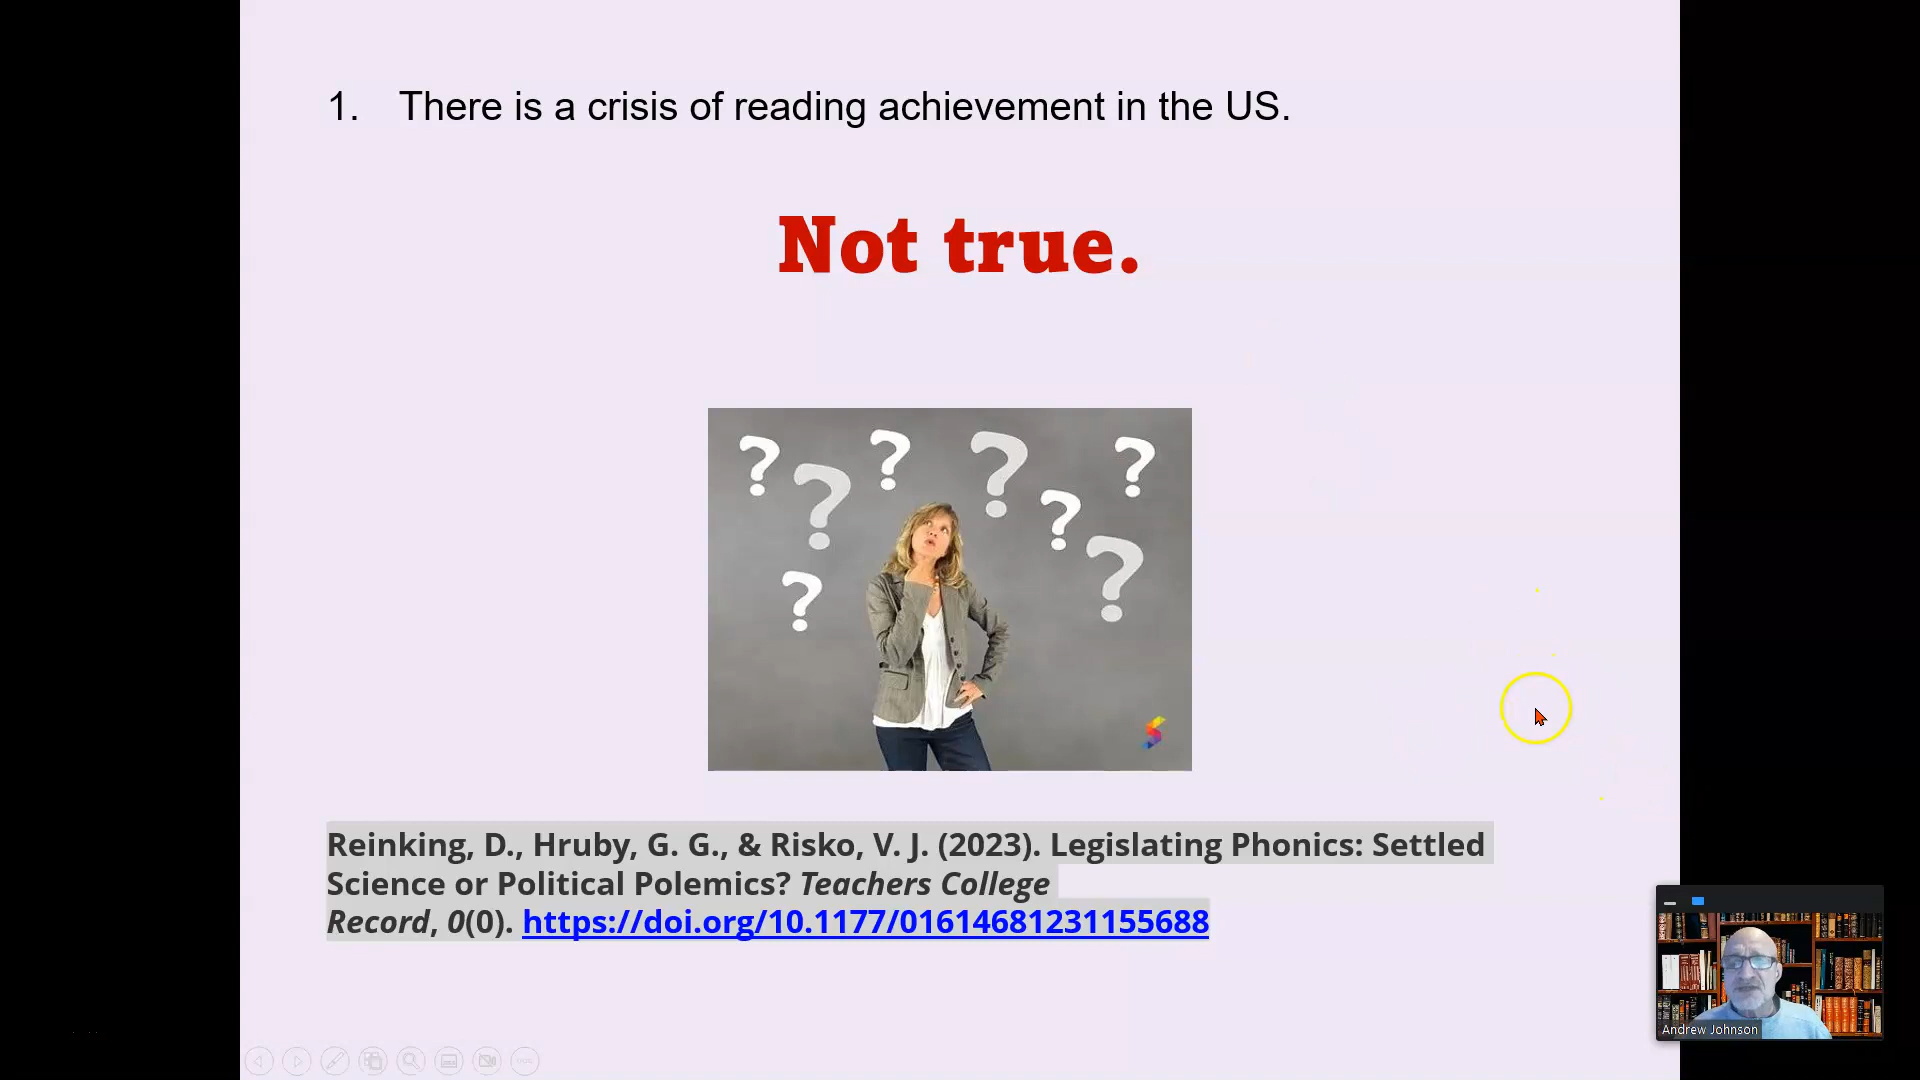 1. There is a crisis of reading achievement in the US.
Not true.
? ? ? ? ? ? ? ?
Reinking, D., Hruby, G. G., & Risko, V. J. (2023). Legislating Phonics: Settled
Science or Political Polemics? Teachers College
Record, 0(0). https://doi.org/10.1177/01614681231155688
Andrew Johnson